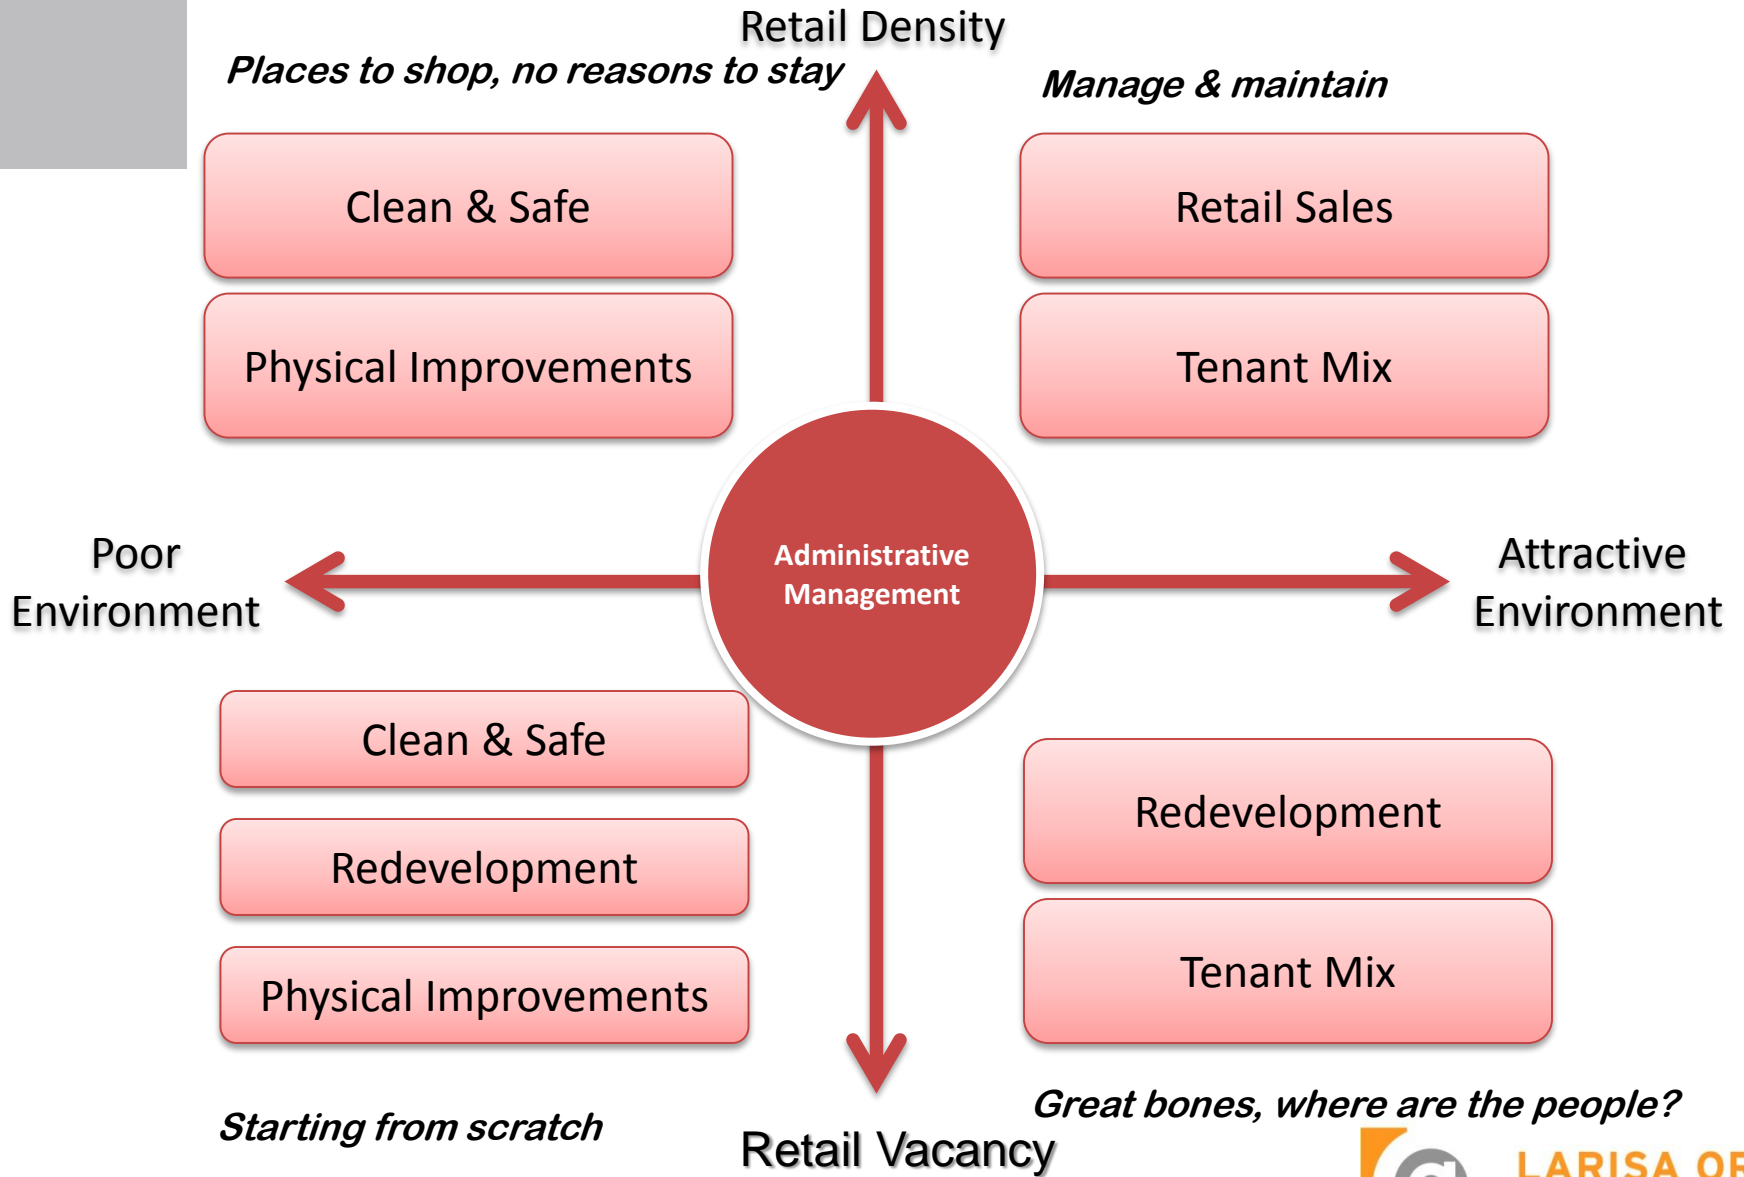 Retail Density
Places to shop, no reasons to stay
Manage & maintain
Clean & Safe
Physical Improvements
Retail Sales
Tenant Mix
Poor
Environment
Administrative
Management
Attractive
Environment
Clean & Safe
Redevelopment
Physical Improvements
Redevelopment
Tenant Mix
Starting from scratch
Great bones, where are the people?
Retail Vacancy
LARISA